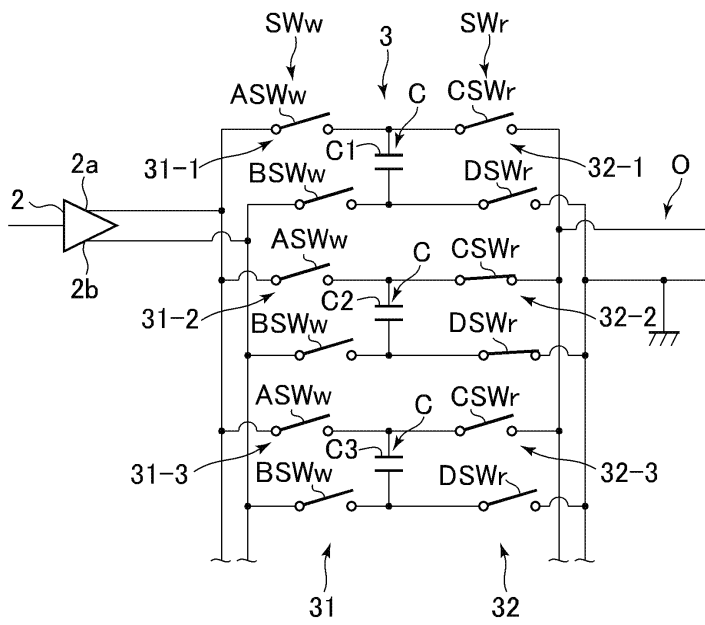 SWw 3 SWr
ASWw C CSWr
31-1 C1 32-1
2a BSWw DSWr O
2
ASWw
2b C CSWr
31-2 C2 32-2
BSWw DSWr
ASWw C CSWr
31-3 C3 32-3
BSWw DSWr
31 32